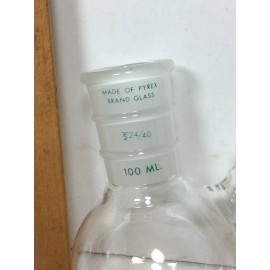 MADE OF PYREX
BRAND GLASS
⚵ 24/40
100 ML.